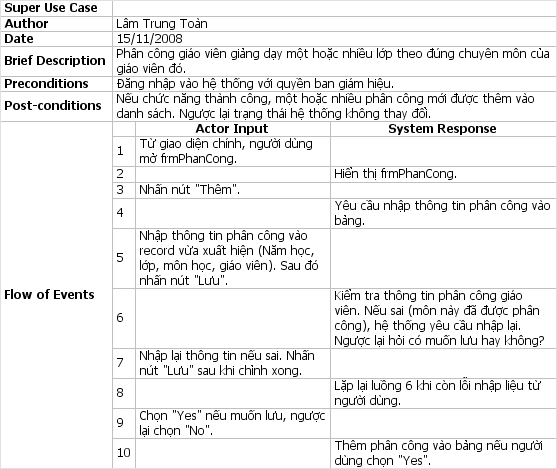 Super Use Case
Author Lâm Trung Toàn
Date 15/11/2008
Brief Description Phân công giáo viên giảng dạy một hoặc nhiều lớp theo đúng chuyên môn của
giáo viên đó.
Preconditions Đăng nhập vào hệ thống với quyền ban giám hiệu.
Post-conditions Nếu chức năng thành công, một hoặc nhiều phân công mới được thêm vào
danh sách. Ngược lại trạng thái hệ thống không thay đổi.
Flow of Events
Actor Input System Response
1 Từ giao diện chính, người dùng
mở frmPhanCong.
2 Hiển thị frmPhanCong.
3 Nhấn nút "Thêm".
4 Yêu cầu nhập thông tin phân công vào
bảng.
5 Nhập thông tin phân công vào
record vừa xuất hiện (Năm học,
lớp, môn học, giáo viên). Sau đó
nhấn nút "Lưu".
6 Kiểm tra thông tin phân công giáo
viên. Nếu sai (môn này đã được phân
công), hệ thống yêu cầu nhập lại.
Ngược lại hỏi có muốn lưu hay không?
7 Nhập lại thông tin nếu sai. Nhấn
nút "Lưu" sau khi chỉnh xong.
8 Lặp lại luồng 6 khi còn lỗi nhập liệu từ
người dùng.
9 Chọn "Yes" nếu muốn lưu, ngược
lại chọn "No".
10 Thêm phân công vào bảng nếu người
dùng chọn "Yes".